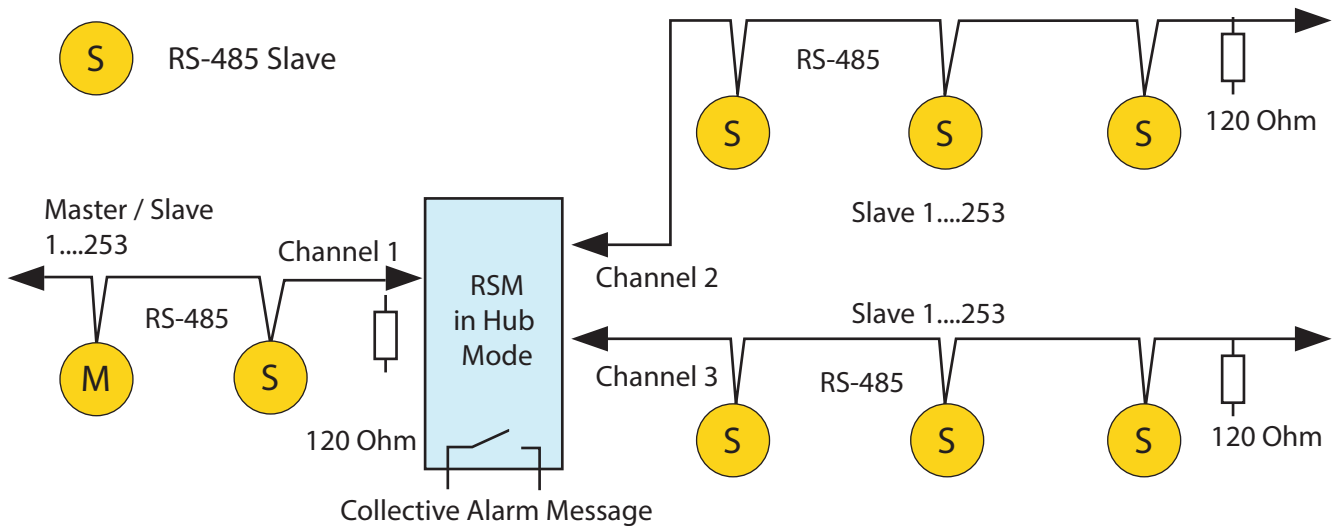 S
RS-485 Slave
RS-485
S
S
S
120 Ohm
Slave 1....253
Master / Slave
1....253
Channel 1
RS-485
M
S
120 Ohm
RSM
in Hub
Mode
Collective Alarm Message
Channel 2
Slave 1....253
Channel 3
RS-485
S
S
S
120 Ohm